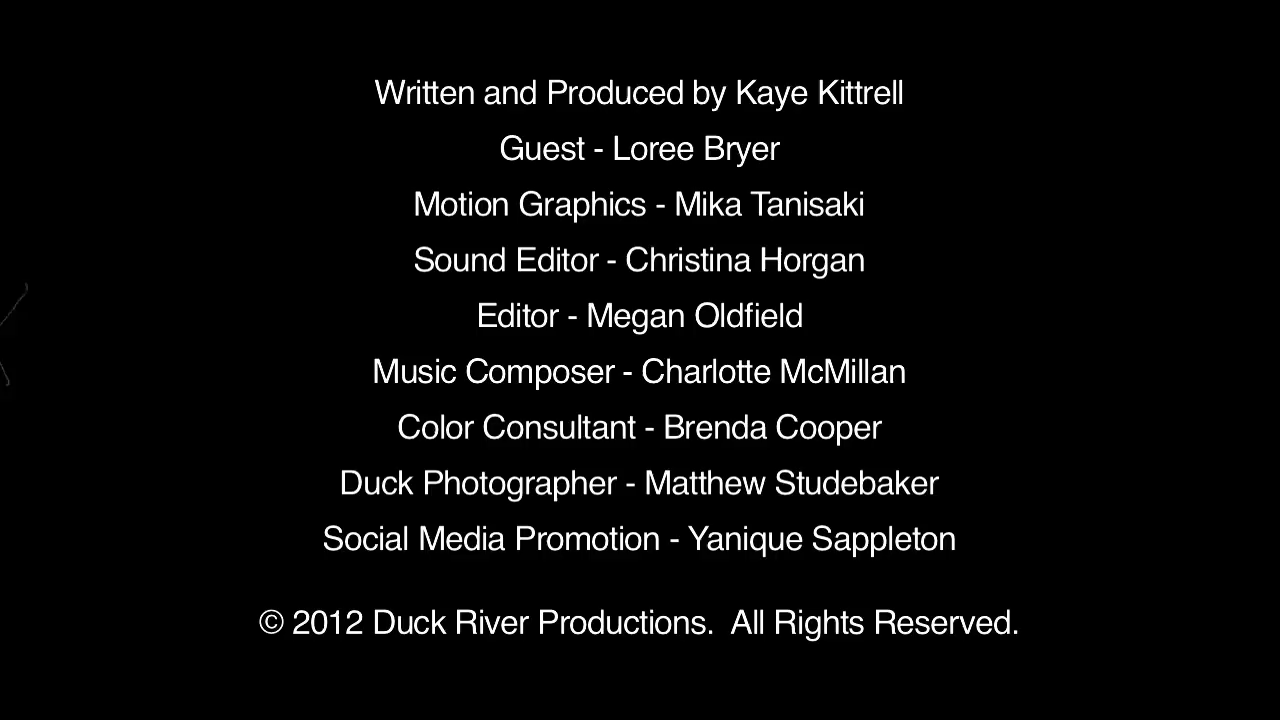 Written and Produced by Kaye Kittrell
Guest - Loree Bryer
Motion Graphics - Mika Tanisaki
Sound Editor - Christina Horgan
Editor - Megan Oldfield
Music Composer - Charlotte McMillan
Color Consultant - Brenda Cooper
Duck Photographer - Matthew Studebaker
Social Media Promotion - Yanique Sappleton
© 2012 Duck River Productions.  All Rights Reserved.